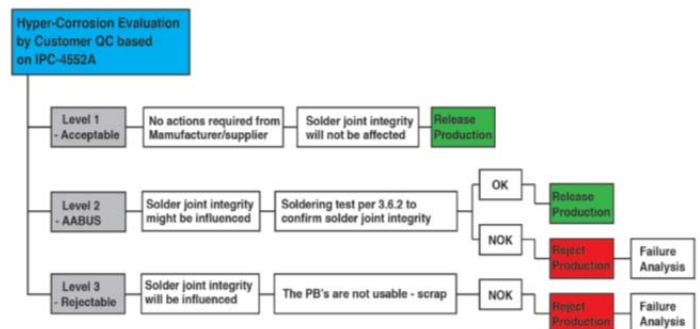 Hyper-Corrosion Evaluation
by Customer QC based
on IPC-4552A
Level 1
- Acceptable
No actions required from
Mamufacturer/supplier
Solder joint integrity
will not be affected
Release
Production
Level 2
- AABUS
Solder joint integrity
might be influenced
Soldering test per 3.6.2 to
confirm solder joint integrity
OK
Release
Production
NOK
Reject
Production
Failure
Analysis
Level 3
- Rejectable
Solder joint integrity
will be influenced
The PB's are not usable - scrap
NOK
Reject
Production
Failure
Analysis